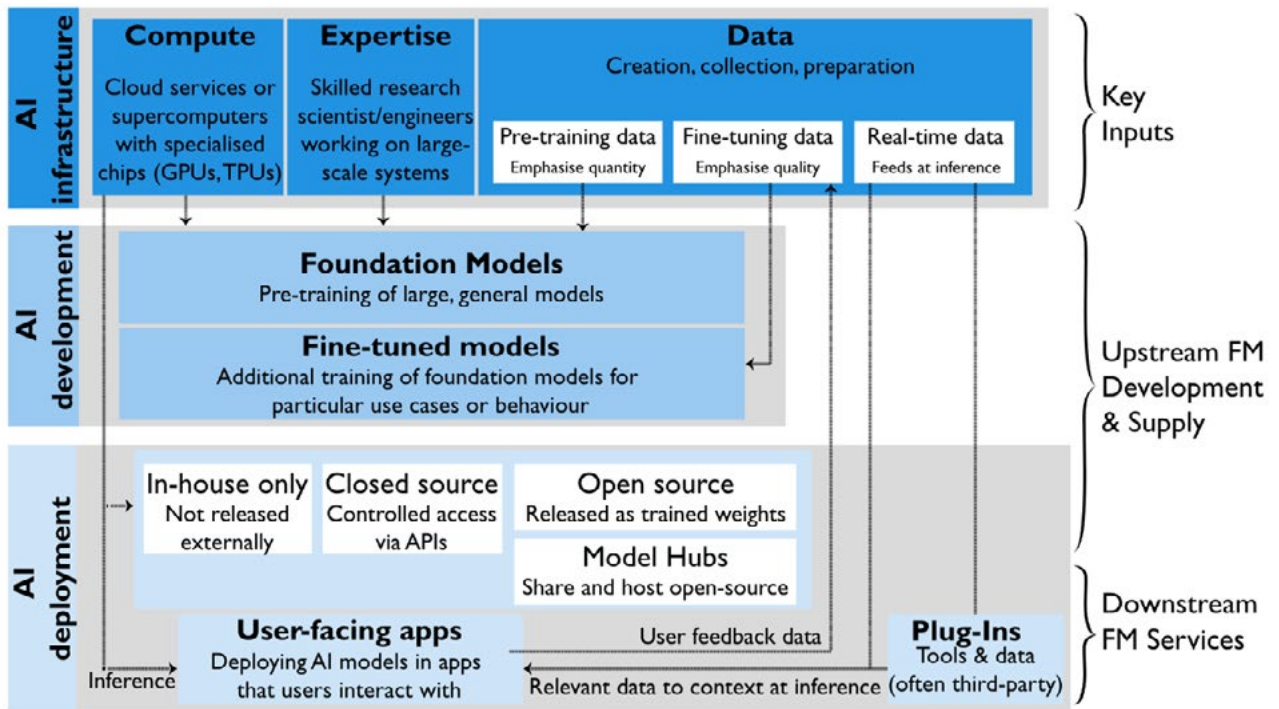 AI
infrastructure
Compute
Cloud services or
supercomputers
with specialised
chips (GPUs, TPUs)
Expertise
Skilled research
scientist/engineers
working on large-
scale systems
Data
Creation, collection, preparation
Pre-training data
Emphasise quantity
Fine-tuning data
Emphasise quality
Real-time data
Feeds at inference
Key
Inputs
AI
development
Foundation Models
Pre-training of large, general models
Fine-tuned models
Additional training of foundation models for
particular use cases or behaviour
Upstream FM
Development
& Supply
AI
deployment
In-house only
Not released
externally
Closed source
Controlled access
via APIs
Open source
Released as trained weights
Model Hubs
Share and host open-source
User-facing apps
Deploying AI models in apps
that users interact with
Inference
User feedback data
Relevant data to context at inference
Plug-Ins
Tools & data
(often third-party)
Downstream
FM Services